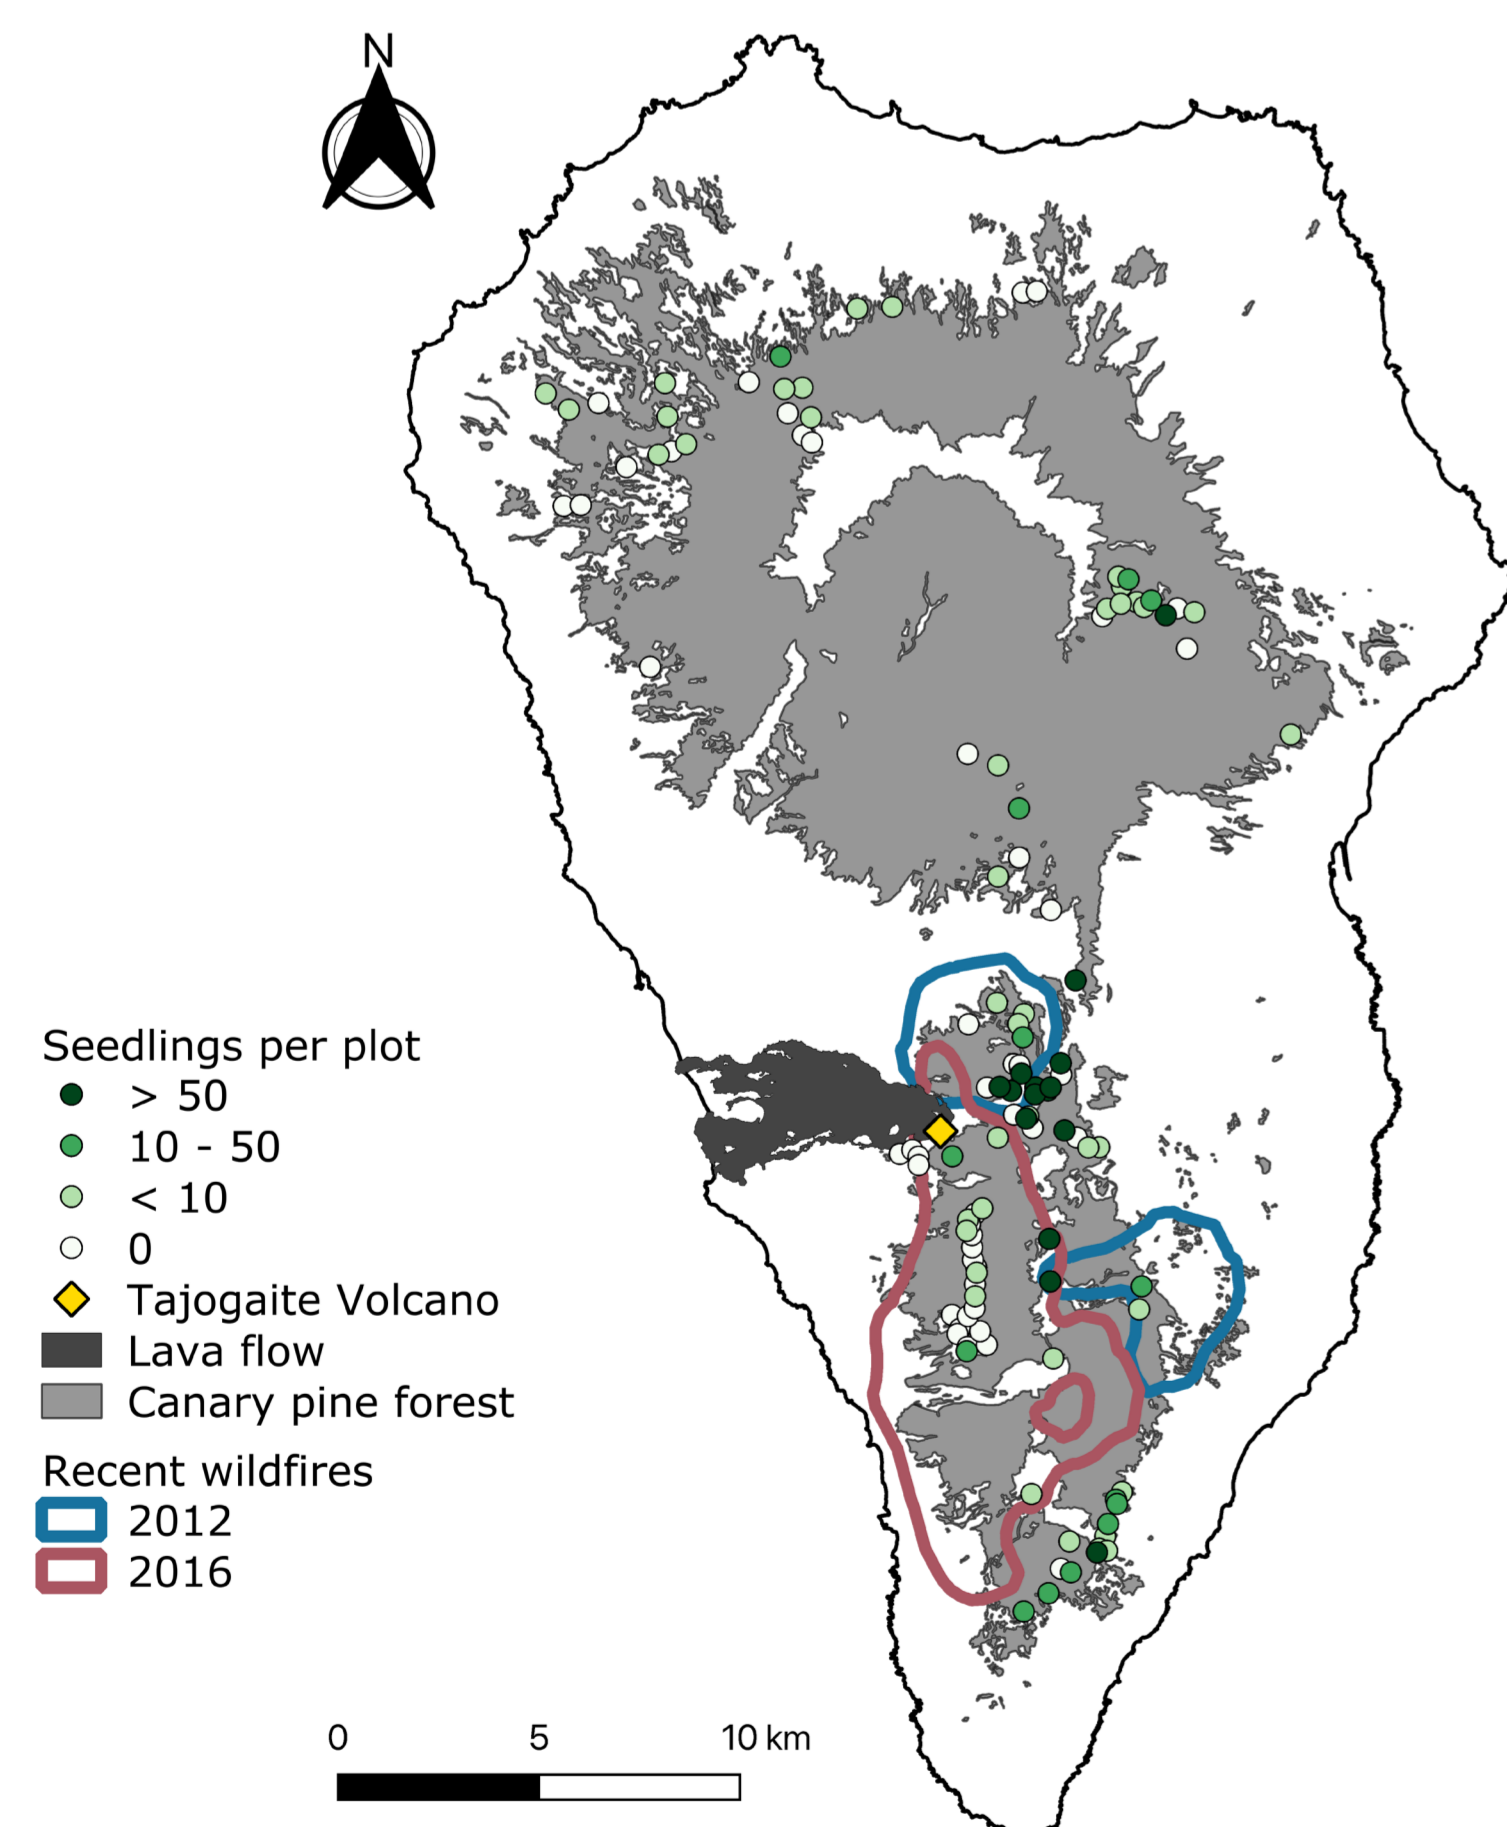 N
Seedlings per plot
> 50
10 - 50
< 10
0
Tajogaite Volcano
Lava flow
Canary pine forest
Recent wildfires
2012
2016
0 5 10 km